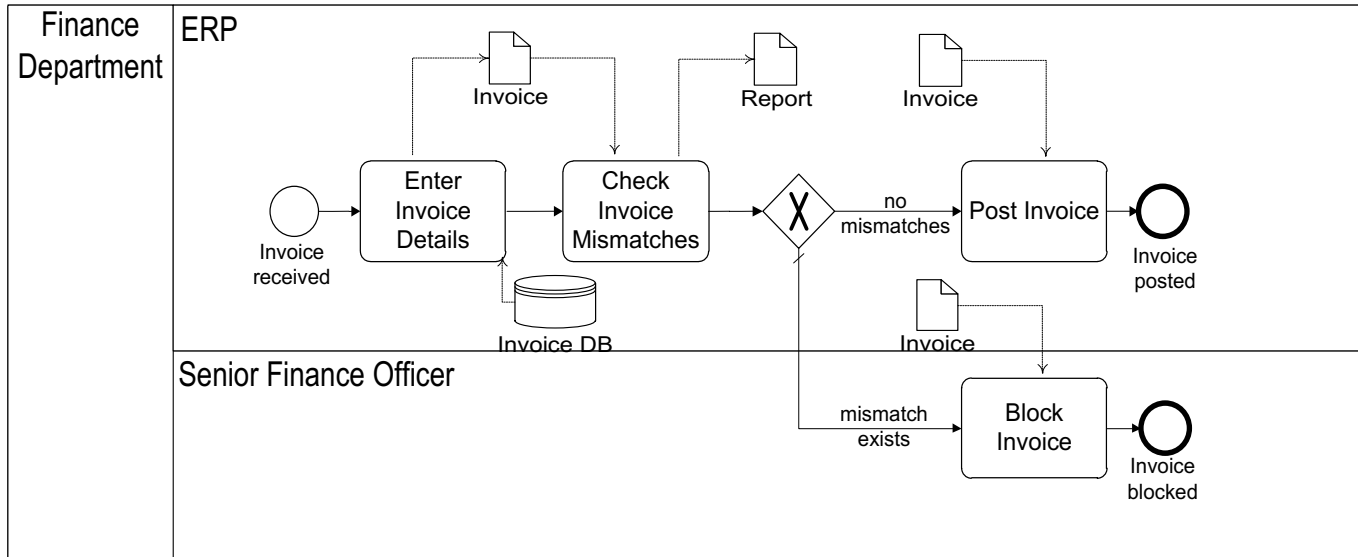 Finance
Department
ERP
Invoice
Report
Invoice
Enter
Invoice
Details
Check
Invoice
Mismatches
X
no
mismatches
Post Invoice
Invoice
received
Invoice
posted
Invoice DB
Invoice
Senior Finance Officer
mismatch
exists
Block
Invoice
Invoice
blocked